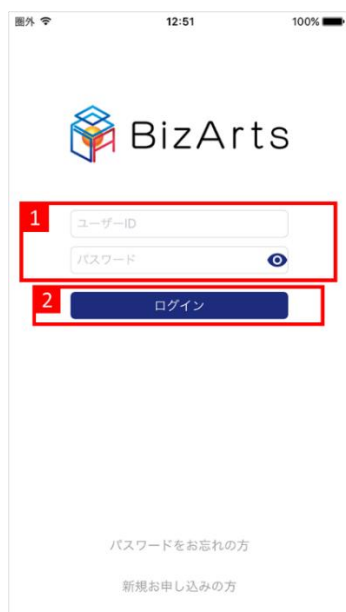 圏外 12:51 100%
BizArts
1
ユーザーID
パスワード
2
ログイン
パスワードをお忘れの方
新規お申し込みの方